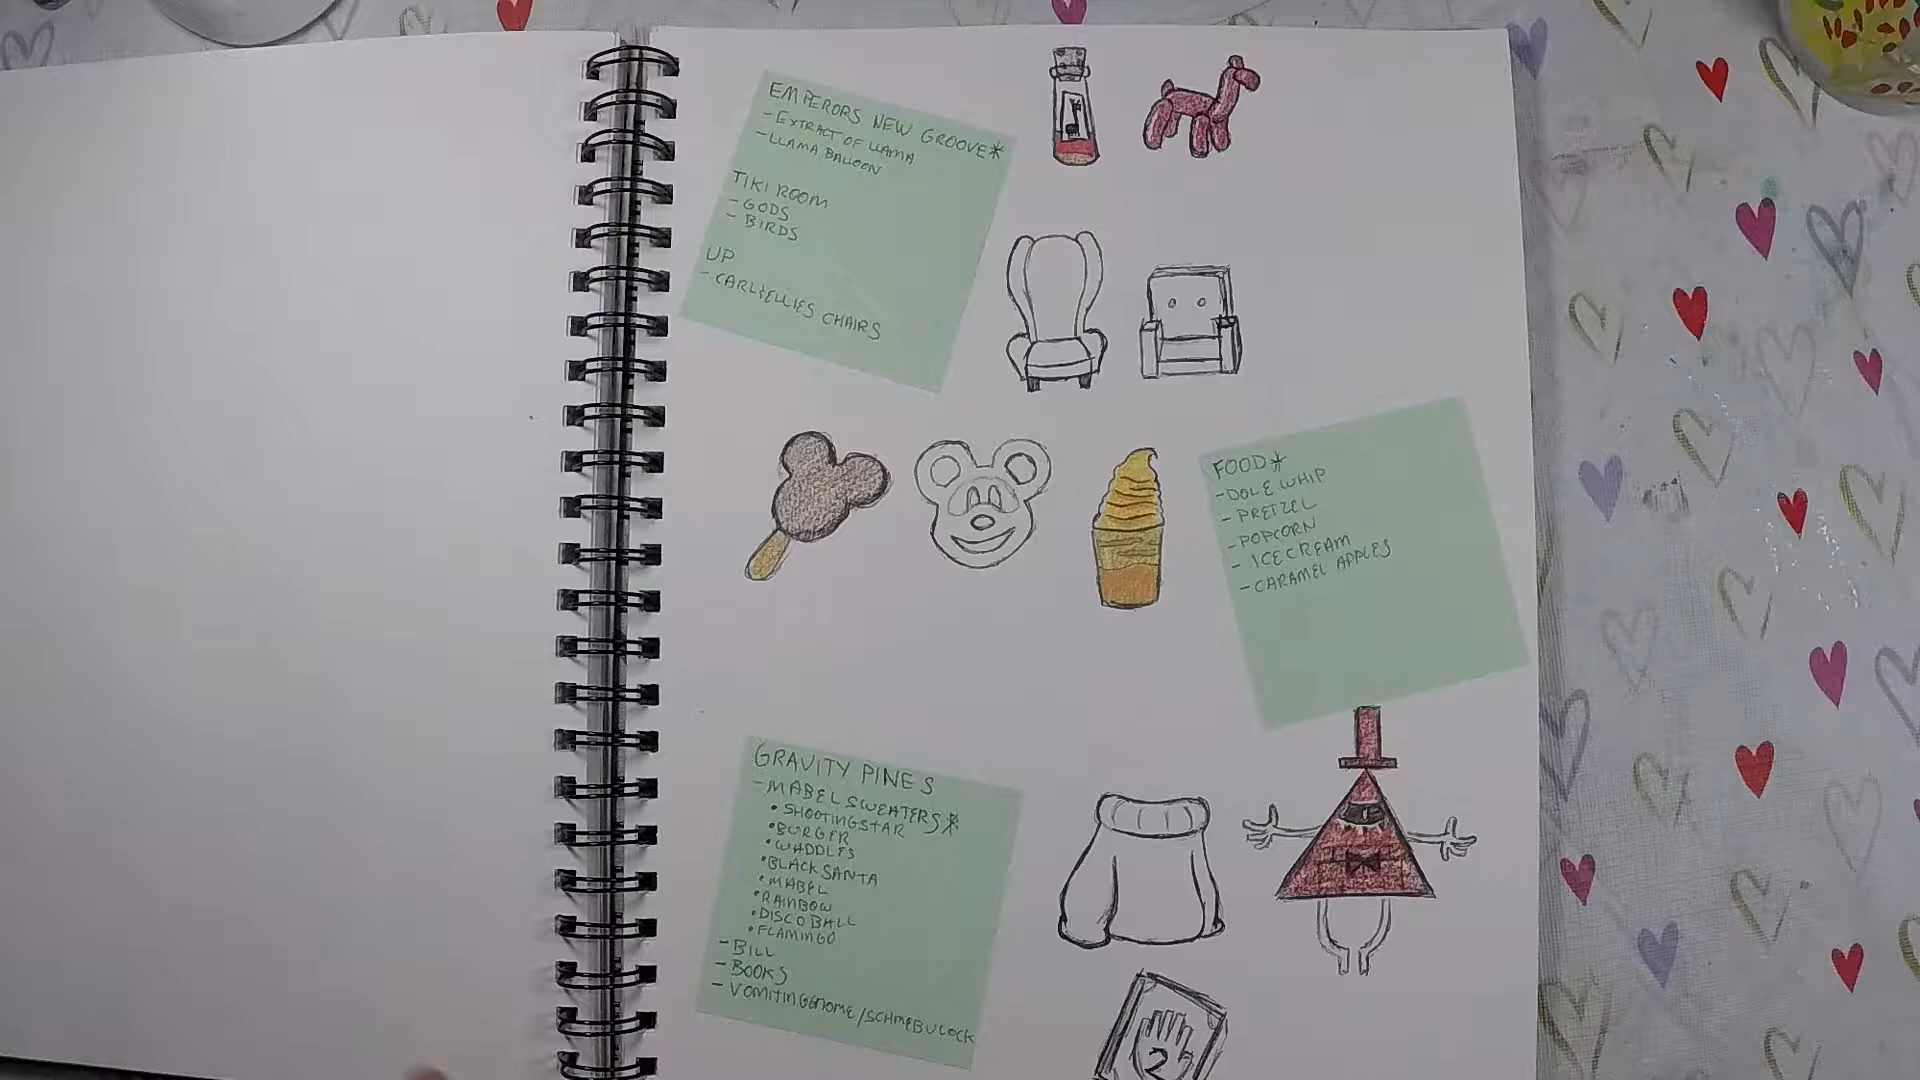 EMPERORS NEW GROOVE*
- EXTRACT OF LLAMA
- LLAMA BALLOON
TIKI ROOM
- GODS
- BIRDS
UP
- CARL & ELLIES CHAIRS
FOOD*
- DOLE WHIP
- PRETZEL
- POPCORN
- ICECREAM
- CARAMEL APPLES
GRAVITY PINES
- MABEL SWEATERS*
• SHOOTINGSTAR
• BURGER
• WADDLES
• BLACK SANTA
• MABEL
• RAINBOW
• DISCO BALL
• FLAMINGO
- BILL
- BOOKS
- VOMITING GNOME/SCHMEBULOCK
2